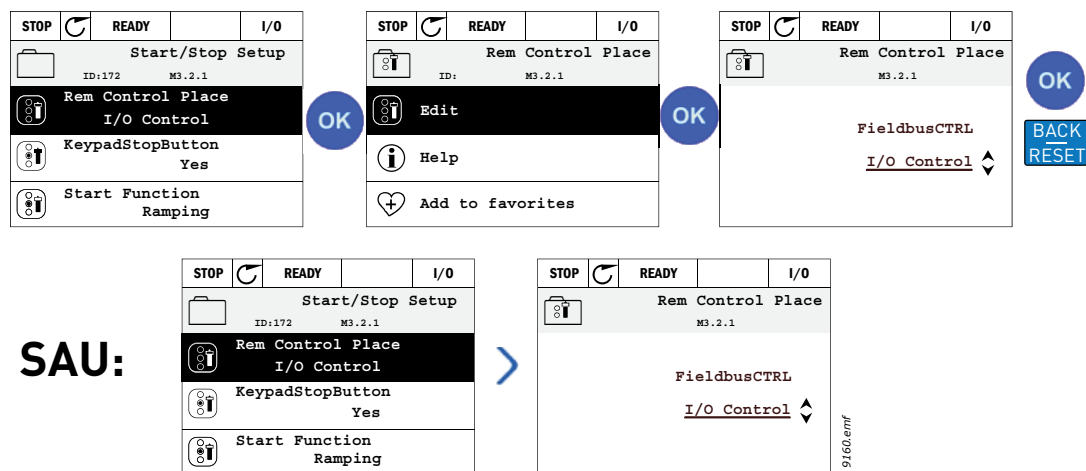 STOP READY I/O
Start/Stop Setup
ID:172 M3.2.1
Rem Control Place
I/O Control
KeypadStopButton
Yes
Start Function
Ramping
OK
STOP READY I/O
Rem Control Place
ID: M3.2.1
Edit
Help
Add to favorites
OK
STOP READY I/O
Rem Control Place
M3.2.1
FieldbusCTRL
I/O Control
OK
BACK
RESET
SAU:
STOP READY I/O
Start/Stop Setup
ID:172 M3.2.1
Rem Control Place
I/O Control
KeypadStopButton
Yes
Start Function
Ramping
STOP READY I/O
Rem Control Place
M3.2.1
FieldbusCTRL
I/O Control
9160.emf